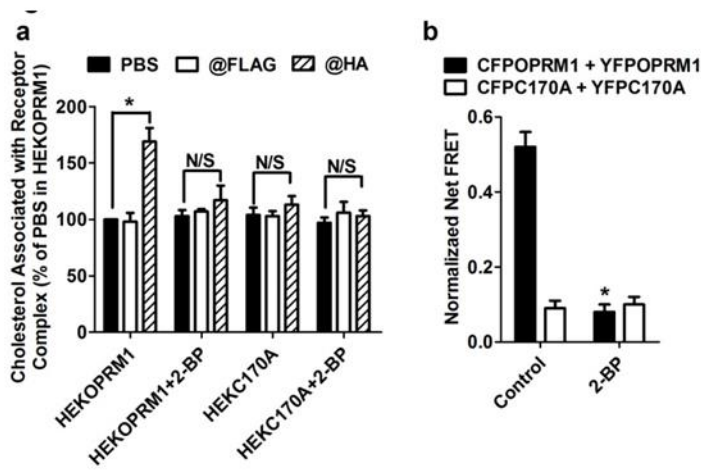 a
PBS @FLAG @HA
Cholesterol Associated with Receptor
Complex (% of PBS in HEKOPRM1)
200
150
100
50
0
*
N/S
N/S
N/S
HEKOPRM1
HEKOPRM1+2-BP
HEKC170A
HEKC170A+2-BP
b
CFPOPRM1 + YFPOPRM1
CFPC170A + YFPC170A
Normalizaed Net FRET
0.6
0.4
0.2
0.0
*
Control
2-BP